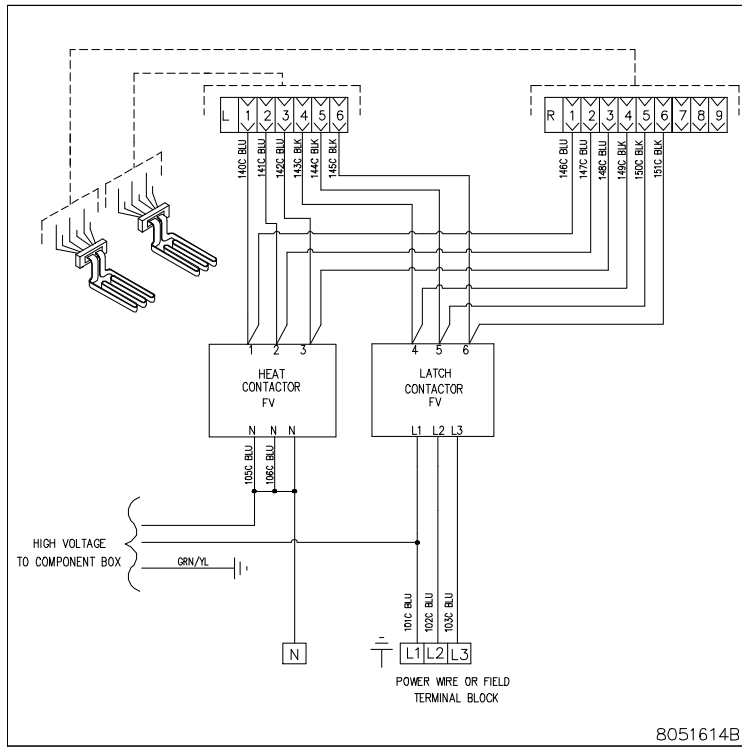 L 1 2 3 4 5 6
R 1 2 3 4 5 6 7 8 9
140C BLU
141C BLU
142C BLU
143C BLK
144C BLK
145C BLK
146C BLU
147C BLU
148C BLU
149C BLK
150C BLK
151C BLK
1 2 3
HEAT
CONTACTOR
FV
N N N
4 5 6
LATCH
CONTACTOR
FV
L1 L2 L3
105C BLU
106C BLU
HIGH VOLTAGE
TO COMPONENT BOX
GRN/YL
101C BLU
102C BLU
103C BLU
N
L1 L2 L3
POWER WIRE OR FIELD
TERMINAL BLOCK
8051614B